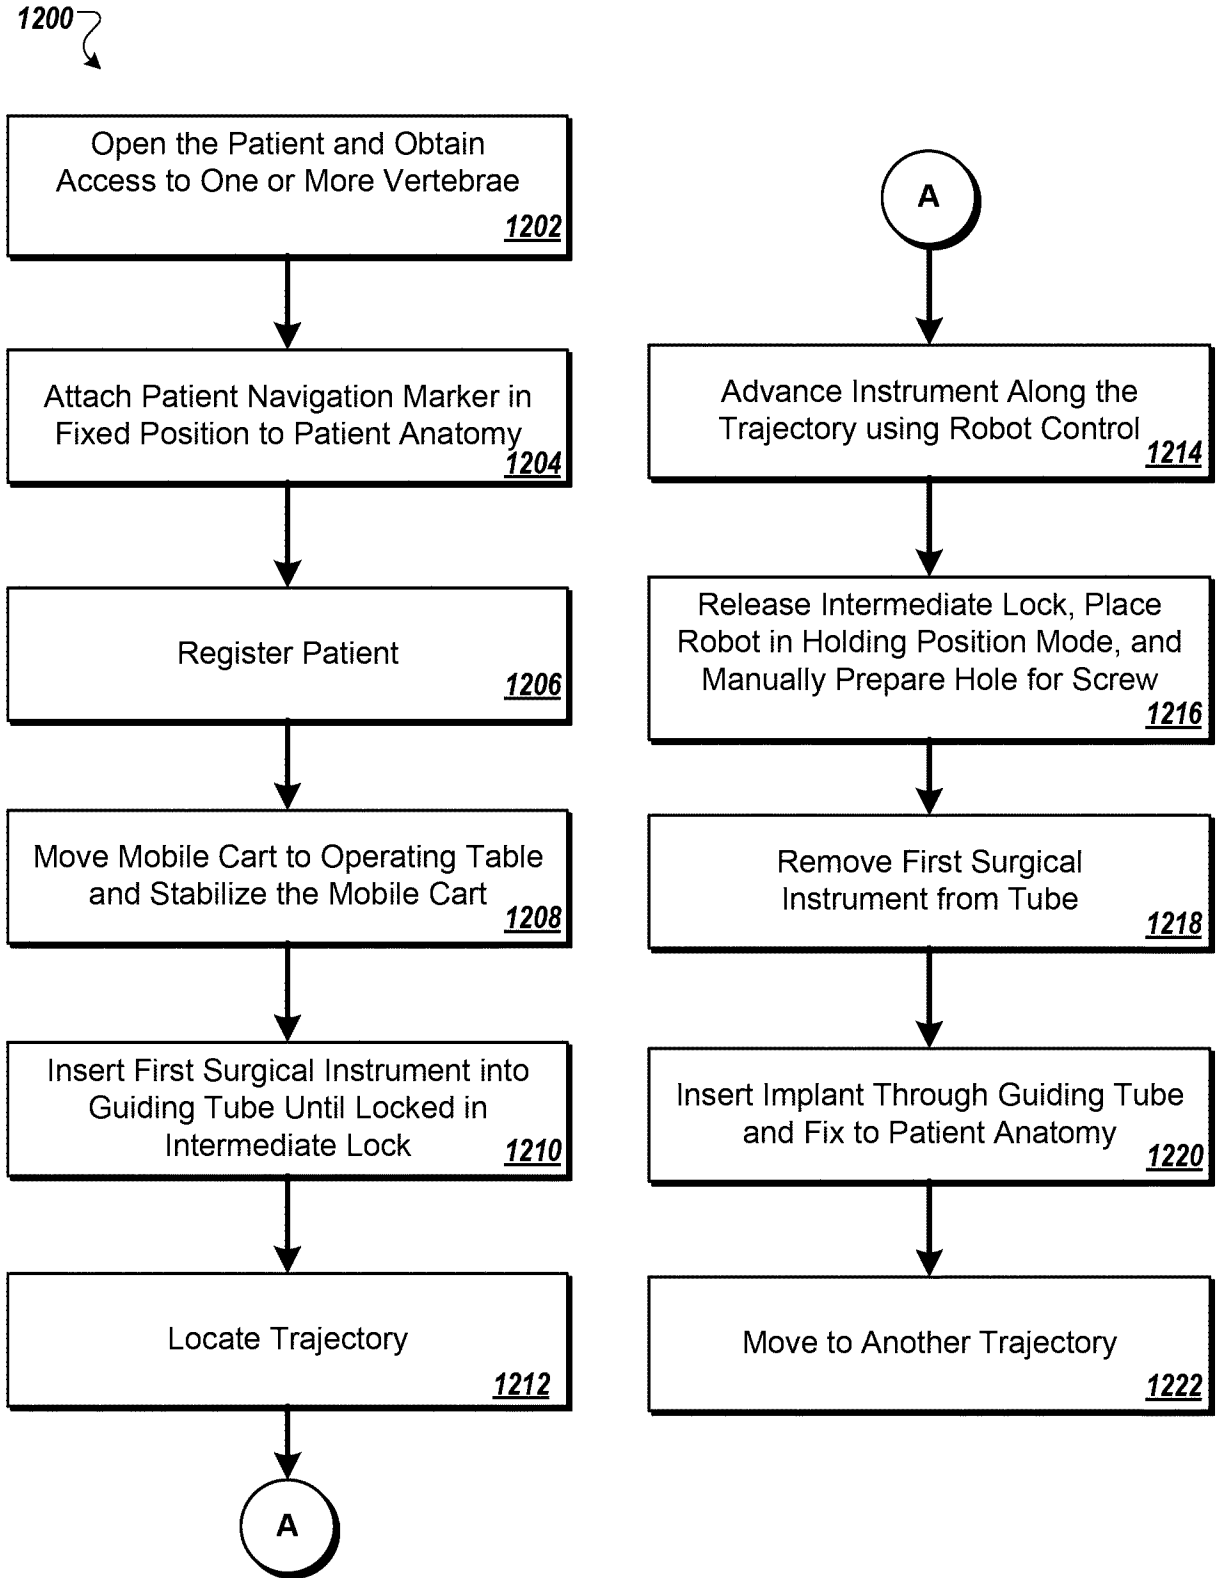 1200
Open the Patient and Obtain
Access to One or More Vertebrae
1202
Attach Patient Navigation Marker in
Fixed Position to Patient Anatomy
1204
Register Patient
1206
Move Mobile Cart to Operating Table
and Stabilize the Mobile Cart
1208
Insert First Surgical Instrument into
Guiding Tube Until Locked in
Intermediate Lock
1210
Locate Trajectory
1212
A
A
Advance Instrument Along the
Trajectory using Robot Control
1214
Release Intermediate Lock, Place
Robot in Holding Position Mode, and
Manually Prepare Hole for Screw
1216
Remove First Surgical
Instrument from Tube
1218
Insert Implant Through Guiding Tube
and Fix to Patient Anatomy
1220
Move to Another Trajectory
1222